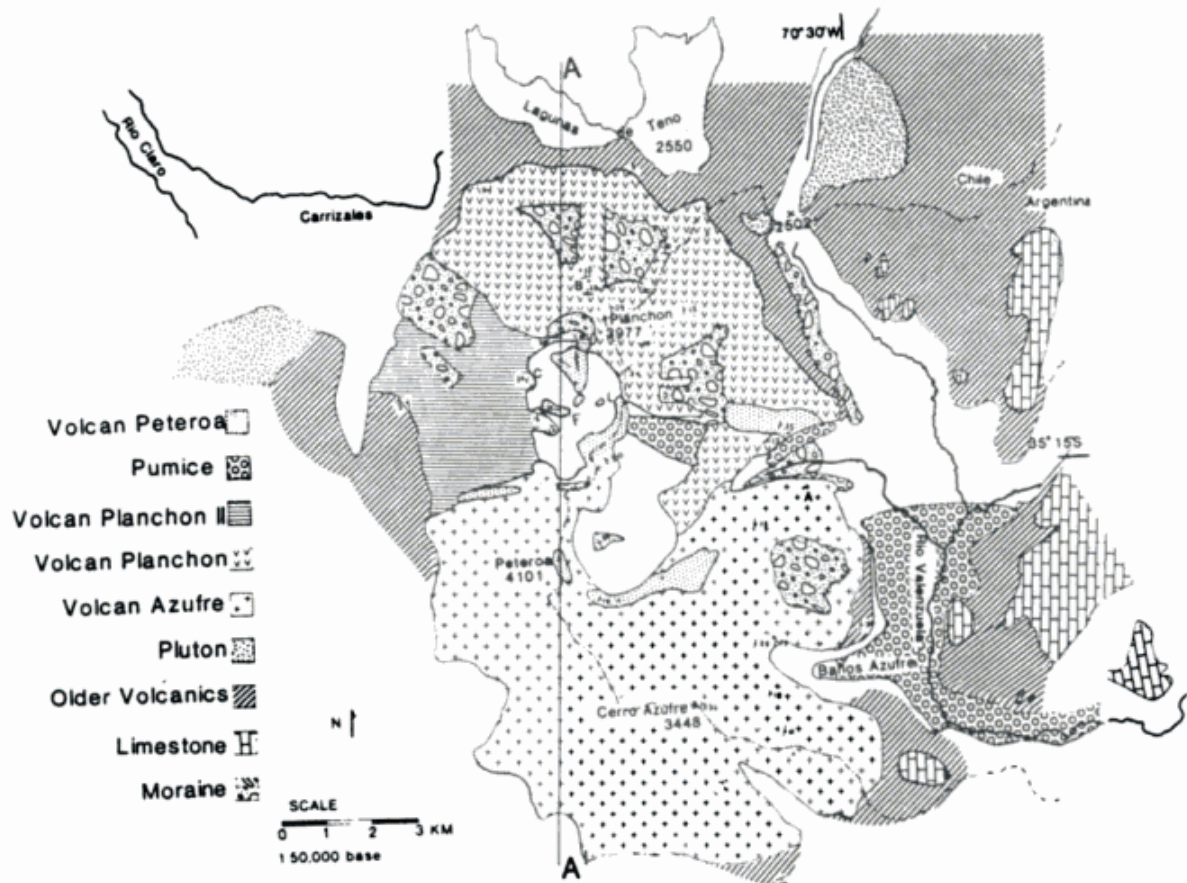 70°30'W
A
Lagunas
de Teno
2550
Rio Claro
Carrizales
Chile
Argentina
2502
Planchon
3977
35° 15'S
Volcan Peteroa
Pumice
Volcan Planchon II
Volcan Planchon
Volcan Azufre
Pluton
Older Volcanics
Limestone
Moraine
Peteroa
4101
A
Rio Valenzuela
Baños Azufre
Cerro Azufre
3448
N
SCALE
0 1 2 3 KM
1 50,000 base
A